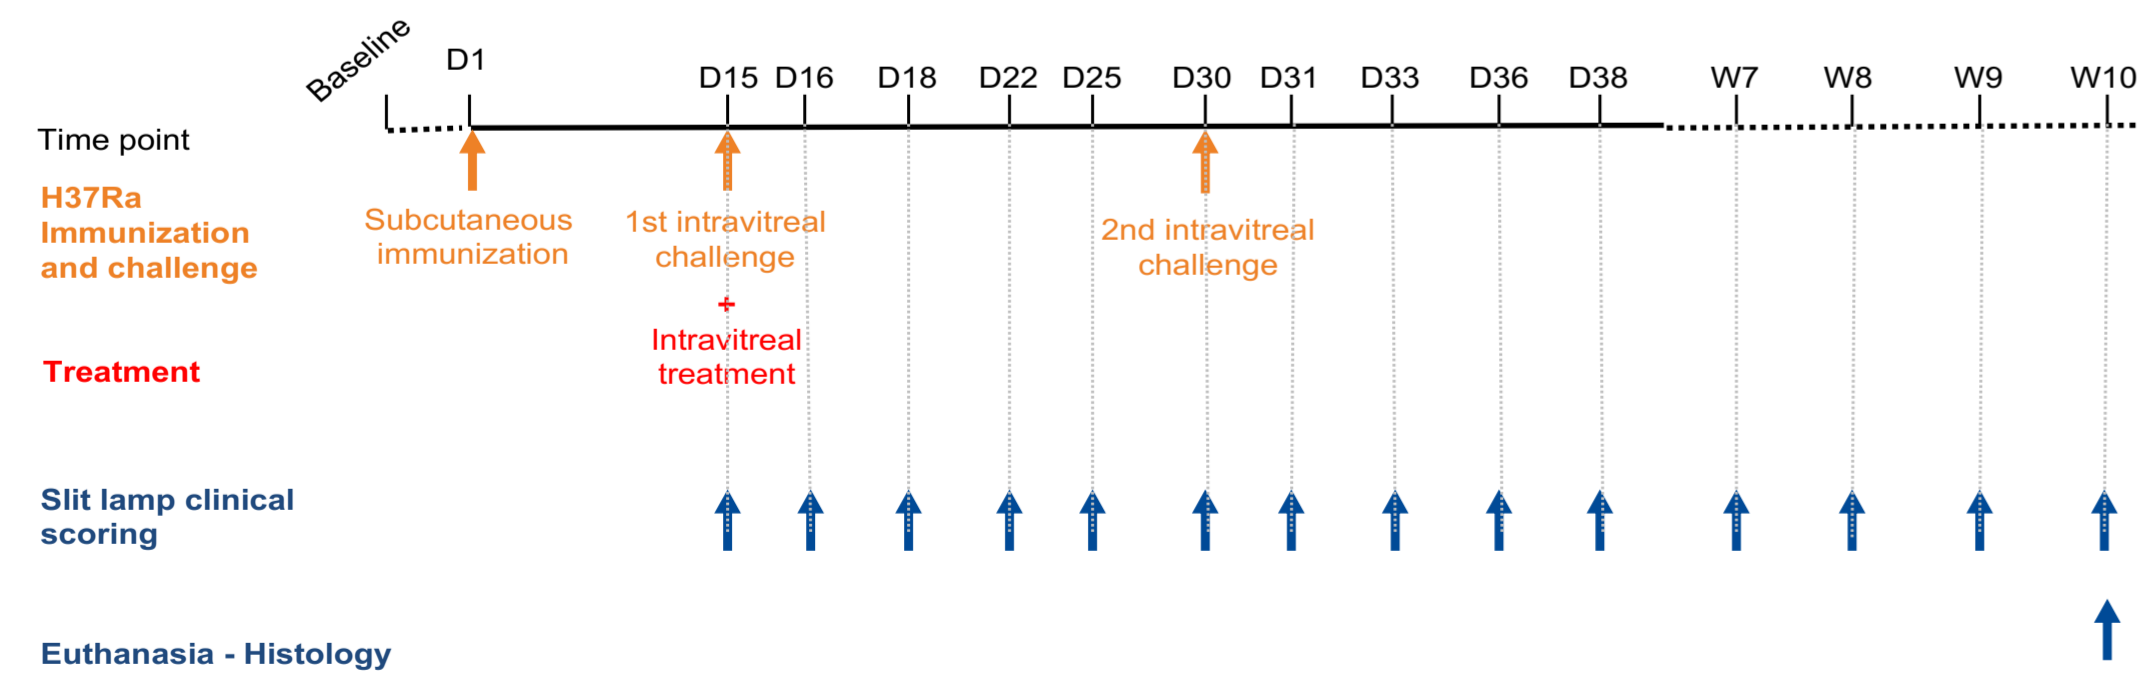 Baseline
D1
D15 D16 D18 D22 D25 D30 D31 D33 D36 D38 W7 W8 W9 W10
Time point
H37Ra
Immunization
and challenge
Subcutaneous
immunization
1st intravitreal
challenge
2nd intravitreal
challenge
+
Intravitreal
treatment
Treatment
Slit lamp clinical
scoring
Euthanasia - Histology